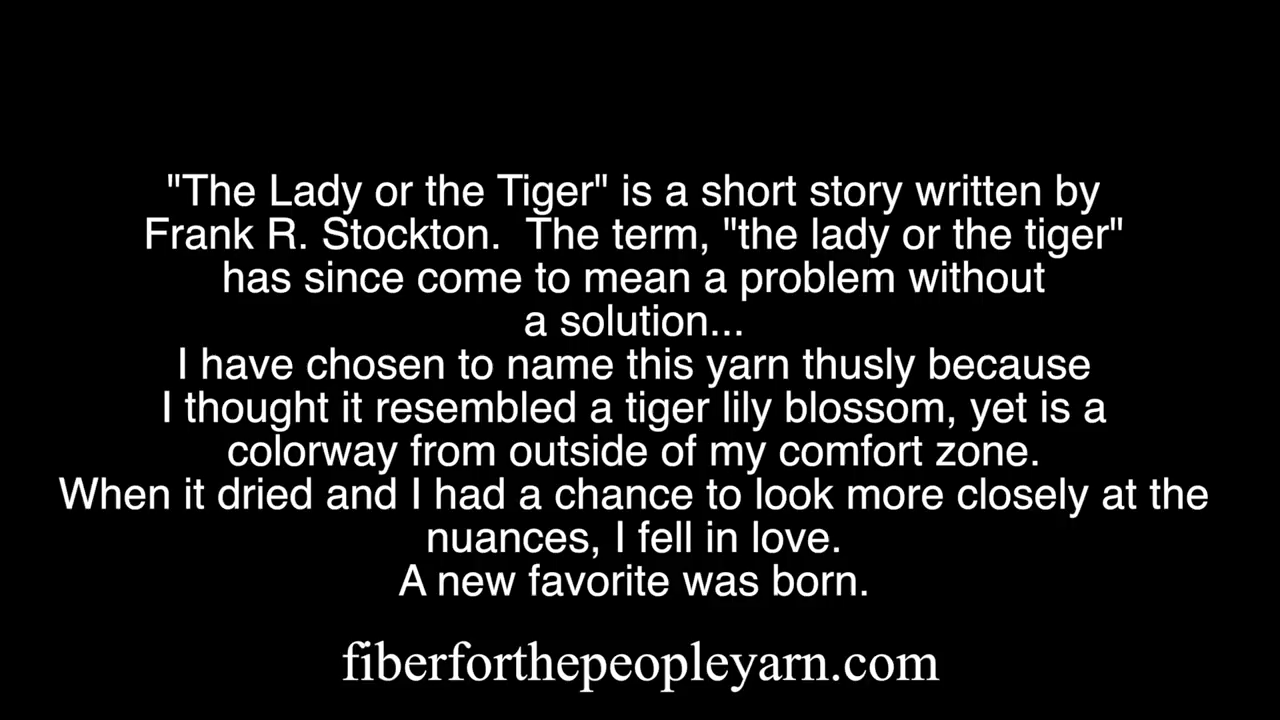 "The Lady or the Tiger" is a short story written by
Frank R. Stockton.  The term, "the lady or the tiger"
has since come to mean a problem without
a solution...
I have chosen to name this yarn thusly because
I thought it resembled a tiger lily blossom, yet is a
colorway from outside of my comfort zone.
When it dried and I had a chance to look more closely at the
nuances, I fell in love.
A new favorite was born.
fiberforthepeopleyarn.com